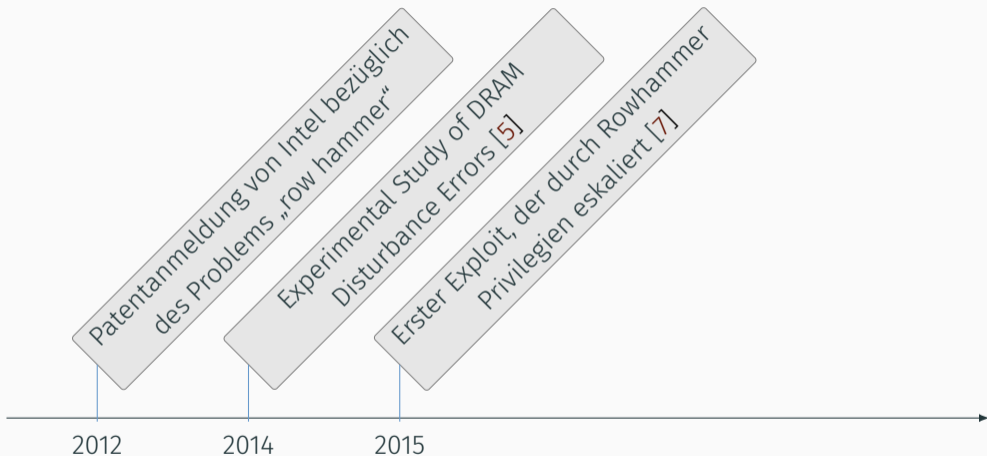 Patentanmeldung von Intel bezüglich
des Problems „row hammer“
Experimental Study of DRAM
Disturbance Errors [5]
Erster Exploit, der durch Rowhammer
Privilegien eskaliert [7]
2012
2014
2015